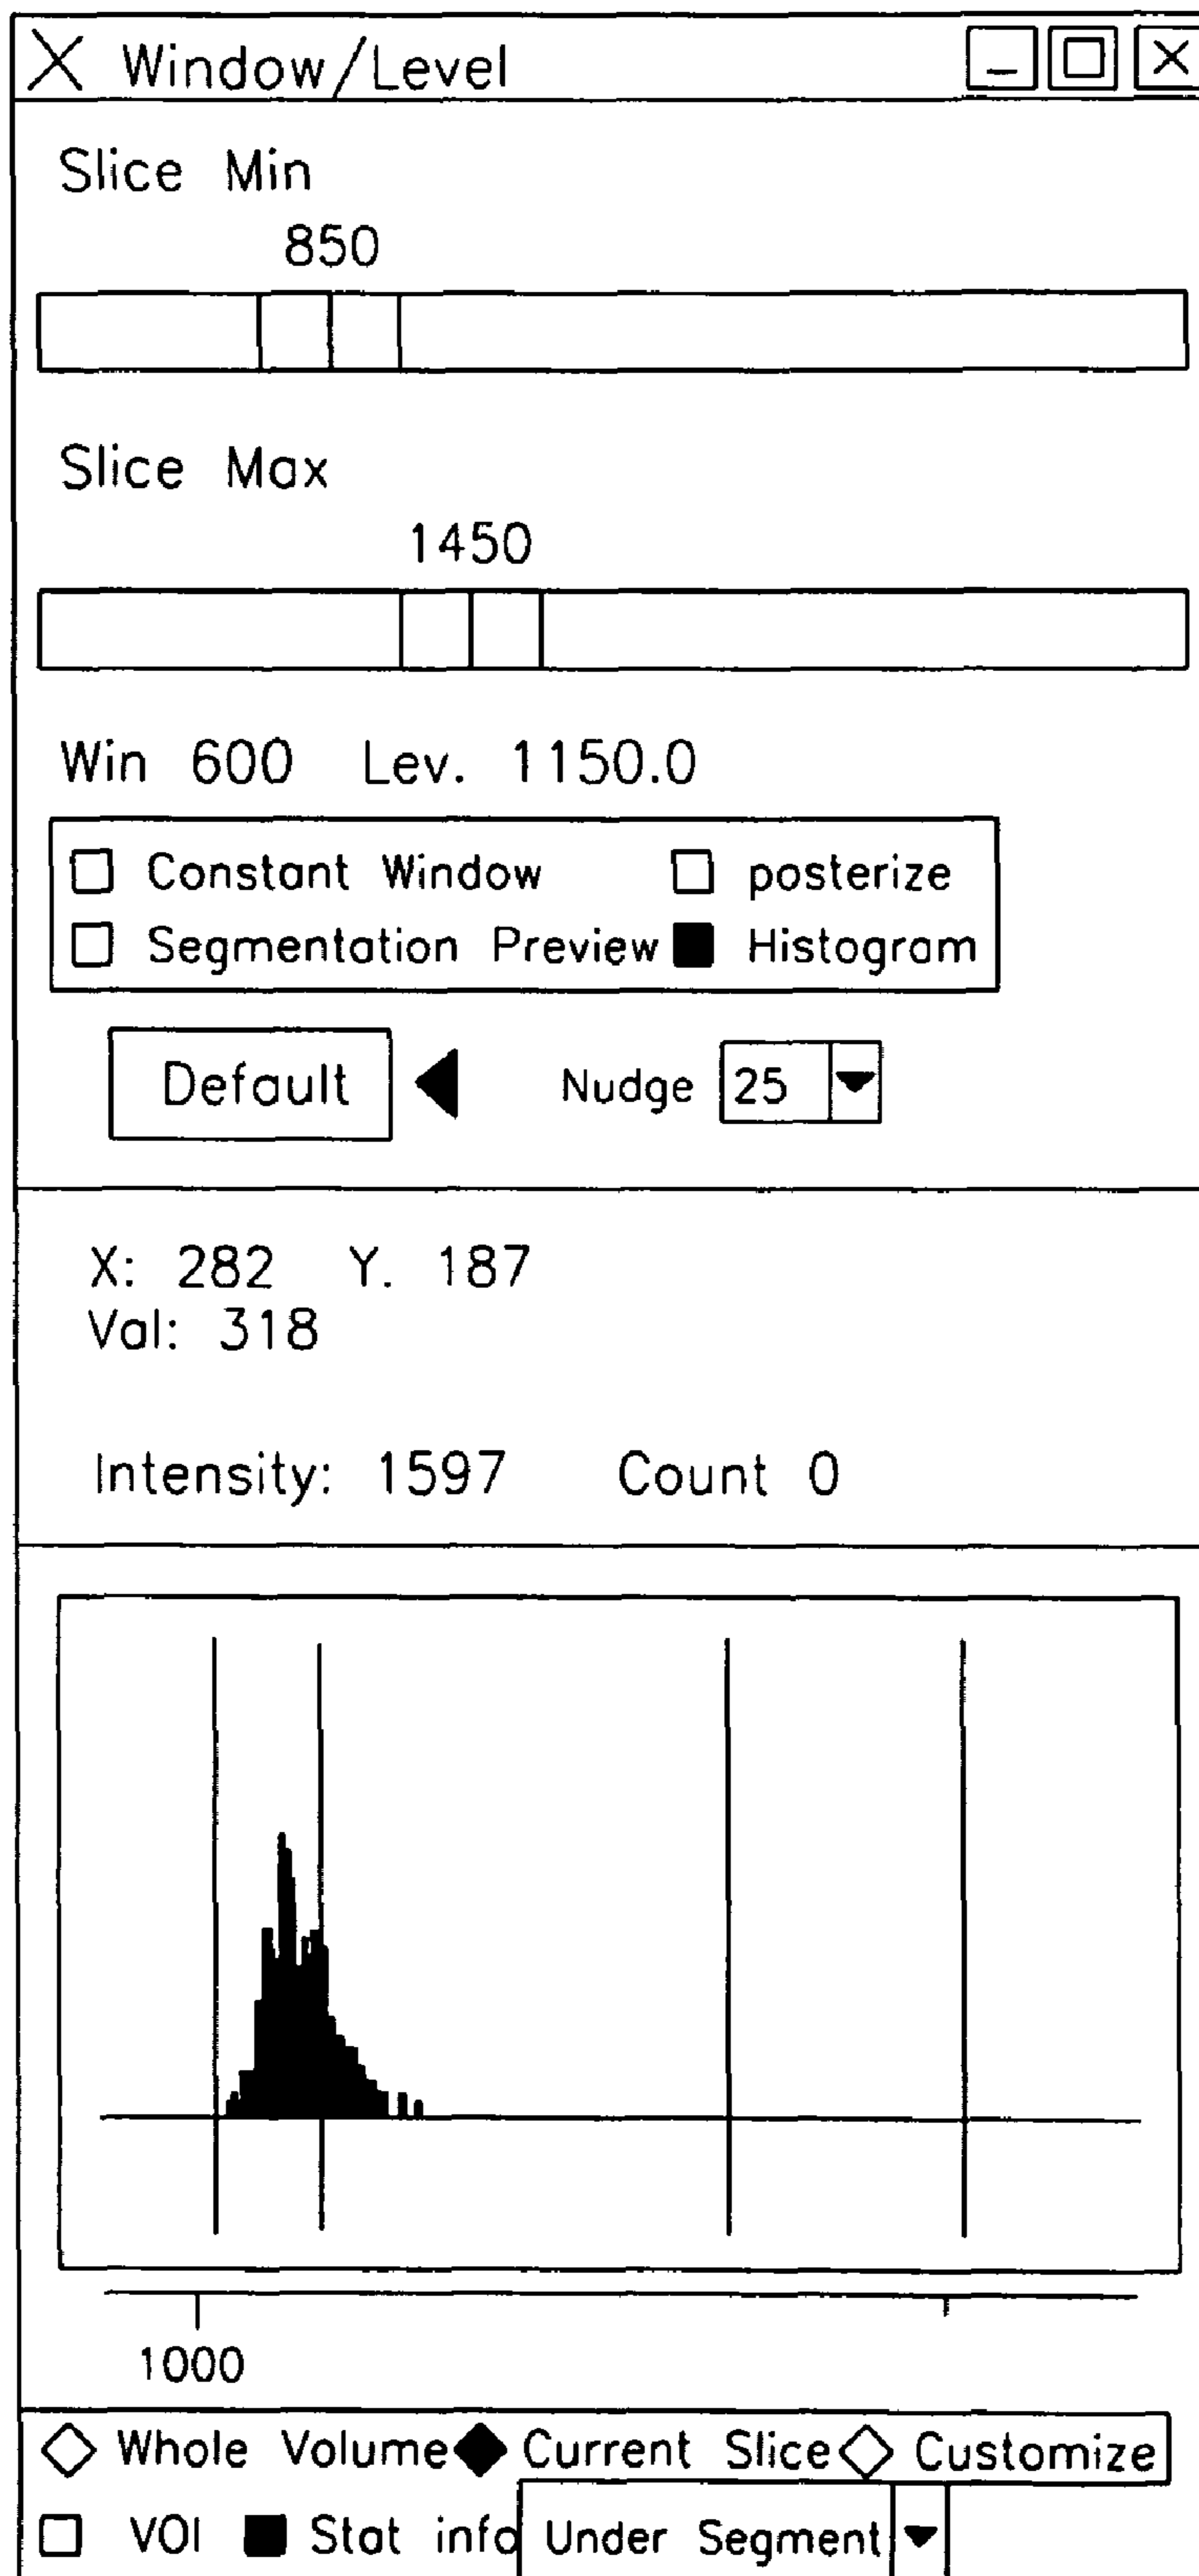 Window/Level
Slice Min
850
Slice Max
1450
Win 600 Lev. 1150.0
Constant Window posterize
Segmentation Preview Histogram
Default Nudge 25
X: 282 Y. 187
Val: 318
Intensity: 1597 Count 0
1000
Whole Volume Current Slice Customize
VOI Stat info Under Segment